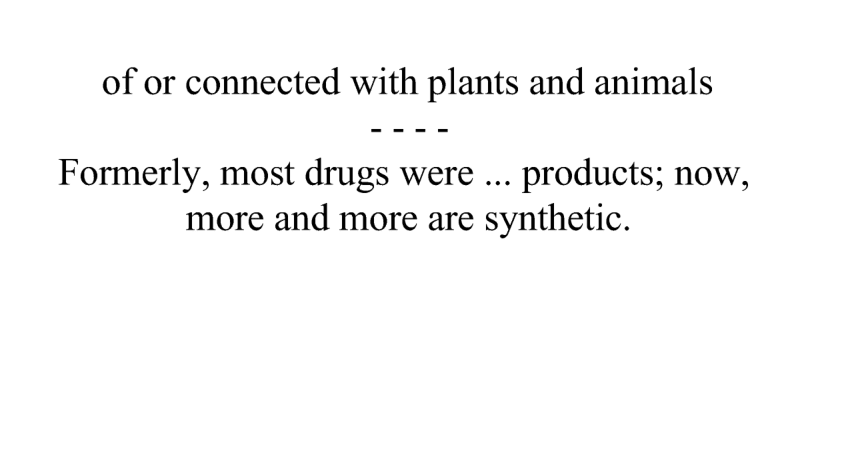 of or connected with plants and animals
- - - -
Formerly, most drugs were ... products; now,
more and more are synthetic.